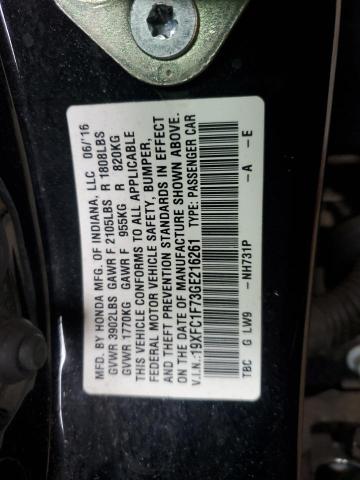 MFD. BY HONDA MFG. OF INDIANA, LLC 06/'16
GVWR 3902LBS GAWR F 2105LBS R 1808LBS
GVWR 1770KG GAWR F 955KG R 820KG
THIS VEHICLE CONFORMS TO ALL APPLICABLE
FEDERAL MOTOR VEHICLE SAFETY, BUMPER,
AND THEFT PREVENTION STANDARDS IN EFFECT
ON THE DATE OF MANUFACTURE SHOWN ABOVE.
V.I.N.:19XFC1F73GE216261 TYPE: PASSENGER CAR
TBC G LW9 -NH731P -A -E